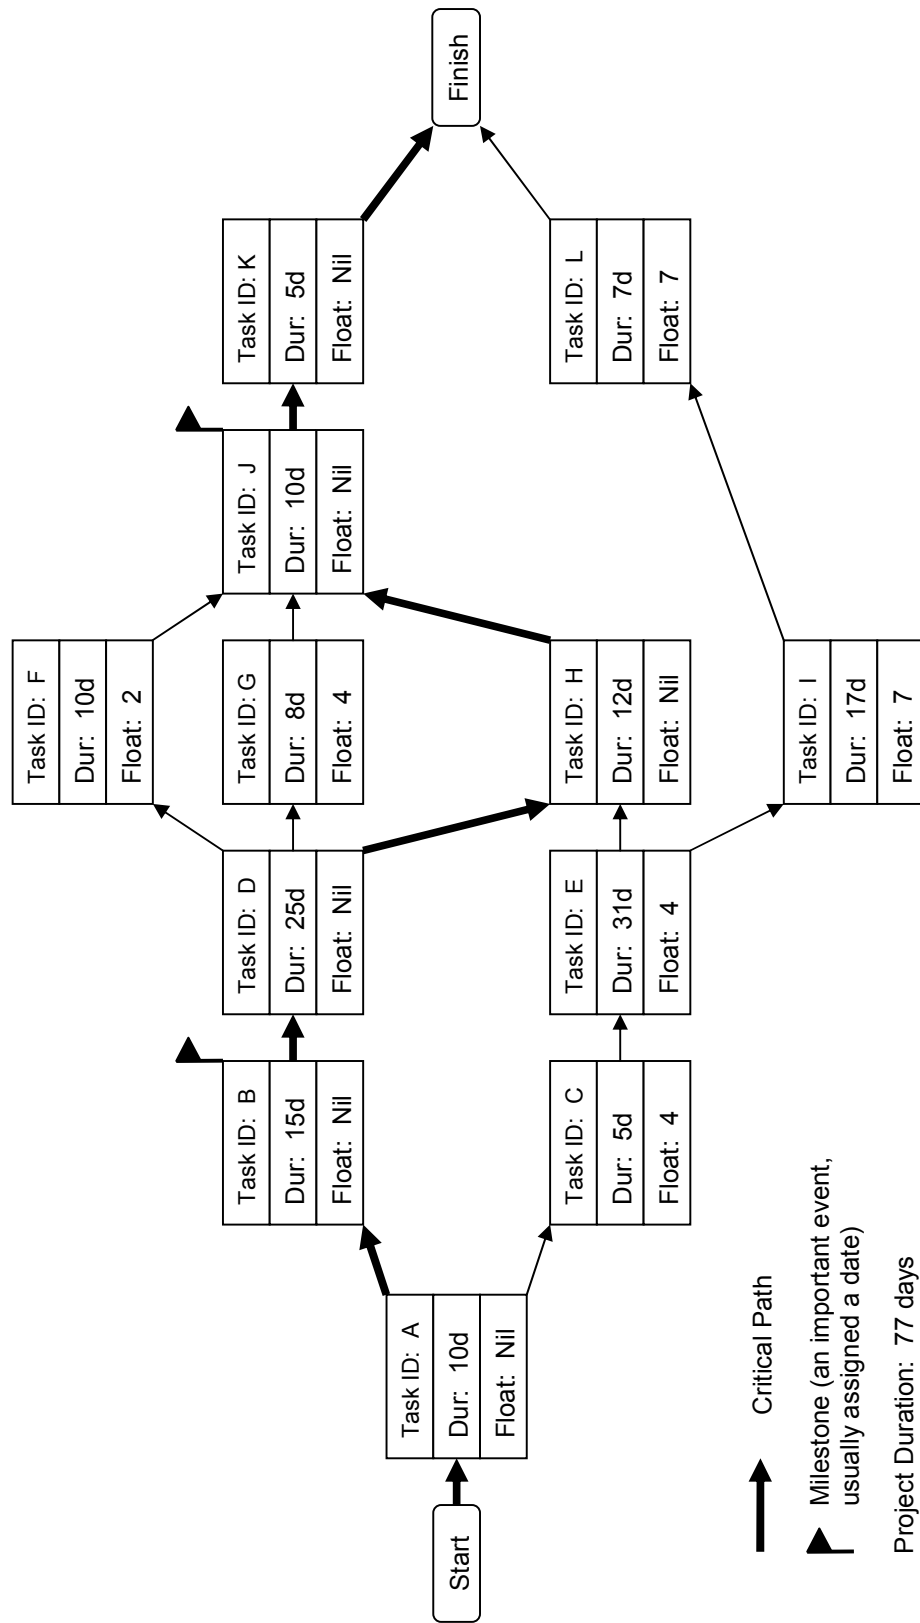 Start
Task ID: A
Dur: 10d
Float: Nil
Task ID: B
Dur: 15d
Float: Nil
Task ID: C
Dur: 5d
Float: 4
Task ID: D
Dur: 25d
Float: Nil
Task ID: E
Dur: 31d
Float: 4
Task ID: F
Dur: 10d
Float: 2
Task ID: G
Dur: 8d
Float: 4
Task ID: H
Dur: 12d
Float: Nil
Task ID: I
Dur: 17d
Float: 7
Task ID: J
Dur: 10d
Float: Nil
Task ID: K
Dur: 5d
Float: Nil
Task ID: L
Dur: 7d
Float: 7
Finish
Critical Path
Milestone (an important event,
usually assigned a date)
Project Duration: 77 days